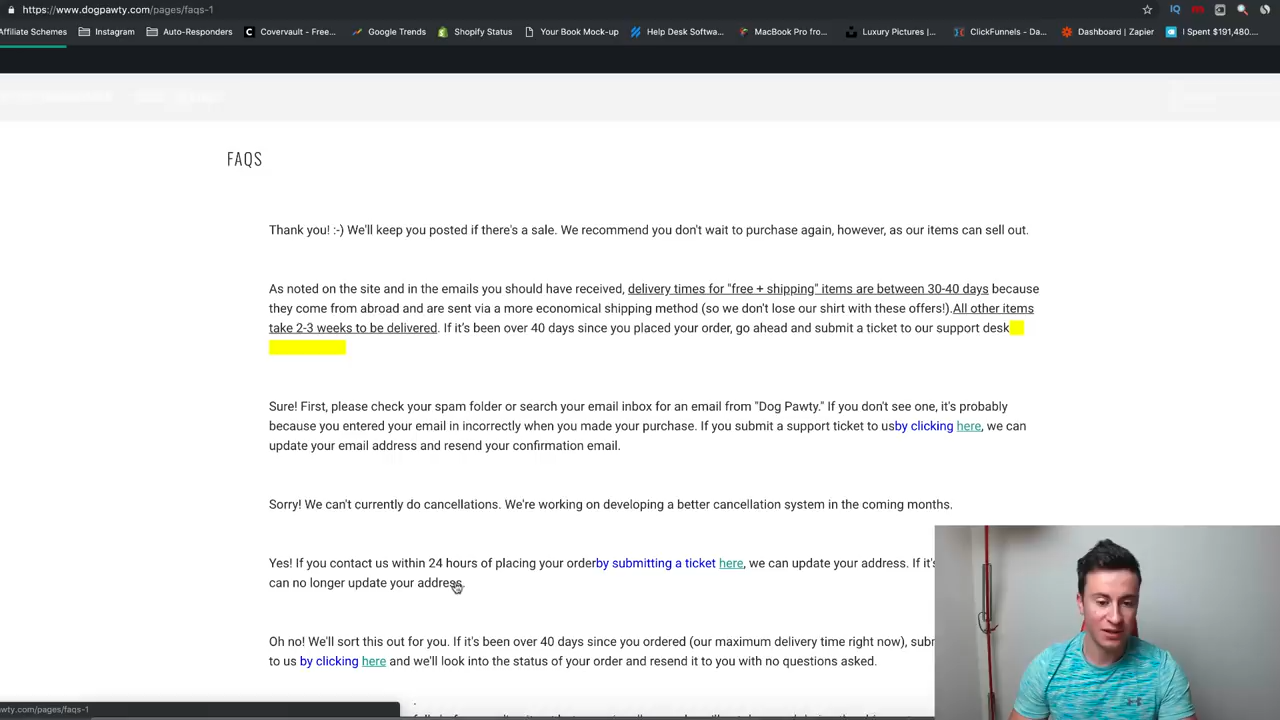 https://www.dogpawty.com/pages/faqs-1
Affiliate Schemes Instagram Auto-Responders Covervault - Free... Google Trends Shopify Status Your Book Mock-up Help Desk Softwa... MacBook Pro fro... Luxury Pictures |... ClickFunnels - Da... Dashboard | Zapier I Spent $191,480....
FAQS
Thank you! :-) We'll keep you posted if there's a sale. We recommend you don't wait to purchase again, however, as our items can sell out.
As noted on the site and in the emails you should have received, delivery times for "free + shipping" items are between 30-40 days because
they come from abroad and are sent via a more economical shipping method (so we don't lose our shirt with these offers!).All other items
take 2-3 weeks to be delivered. If it's been over 40 days since you placed your order, go ahead and submit a ticket to our support desk
Sure! First, please check your spam folder or search your email inbox for an email from "Dog Pawty." If you don't see one, it's probably
because you entered your email in incorrectly when you made your purchase. If you submit a support ticket to usby clicking here, we can
update your email address and resend your confirmation email.
Sorry! We can't currently do cancellations. We're working on developing a better cancellation system in the coming months.
Yes! If you contact us within 24 hours of placing your orderby submitting a ticket here, we can update your address. If it's
can no longer update your address.
Oh no! We'll sort this out for you. If it's been over 40 days since you ordered (our maximum delivery time right now),
to us by clicking here and we'll look into the status of your order and resend it to you with no questions asked.
awty.com/pages/faqs-1